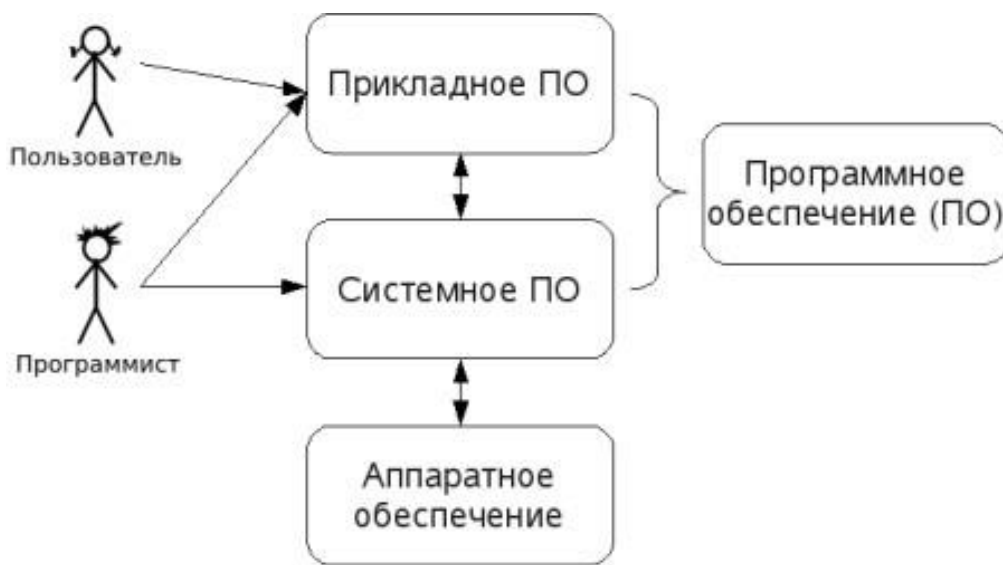 Прикладное ПО
Пользователь
Программное
обеспечение (ПО)
Системное ПО
Программист
Аппаратное
обеспечение